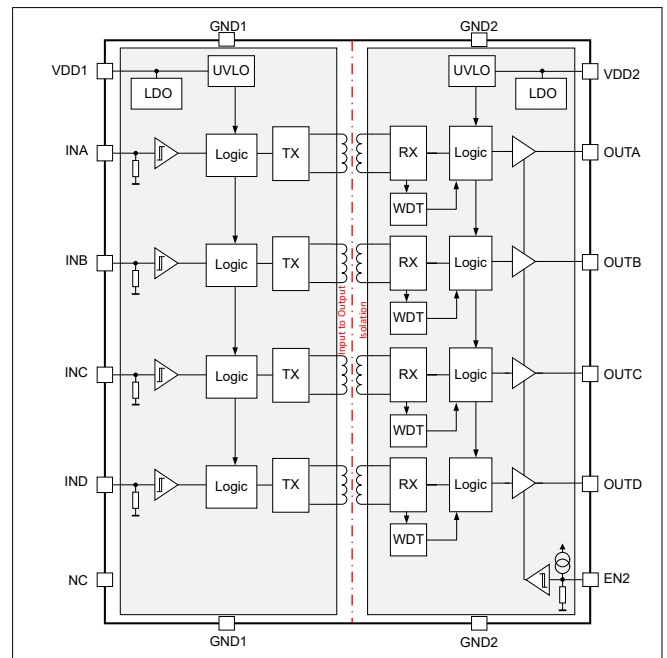 GND1 GND2
VDD1 UVLO UVLO VDD2
LDO LDO
INA Logic TX RX Logic OUTA
WDT
INB Logic TX RX Logic OUTB
WDT
Input to Output
Isolation
INC Logic TX RX Logic OUTC
WDT
IND Logic TX RX Logic OUTD
WDT
NC EN2
GND1 GND2